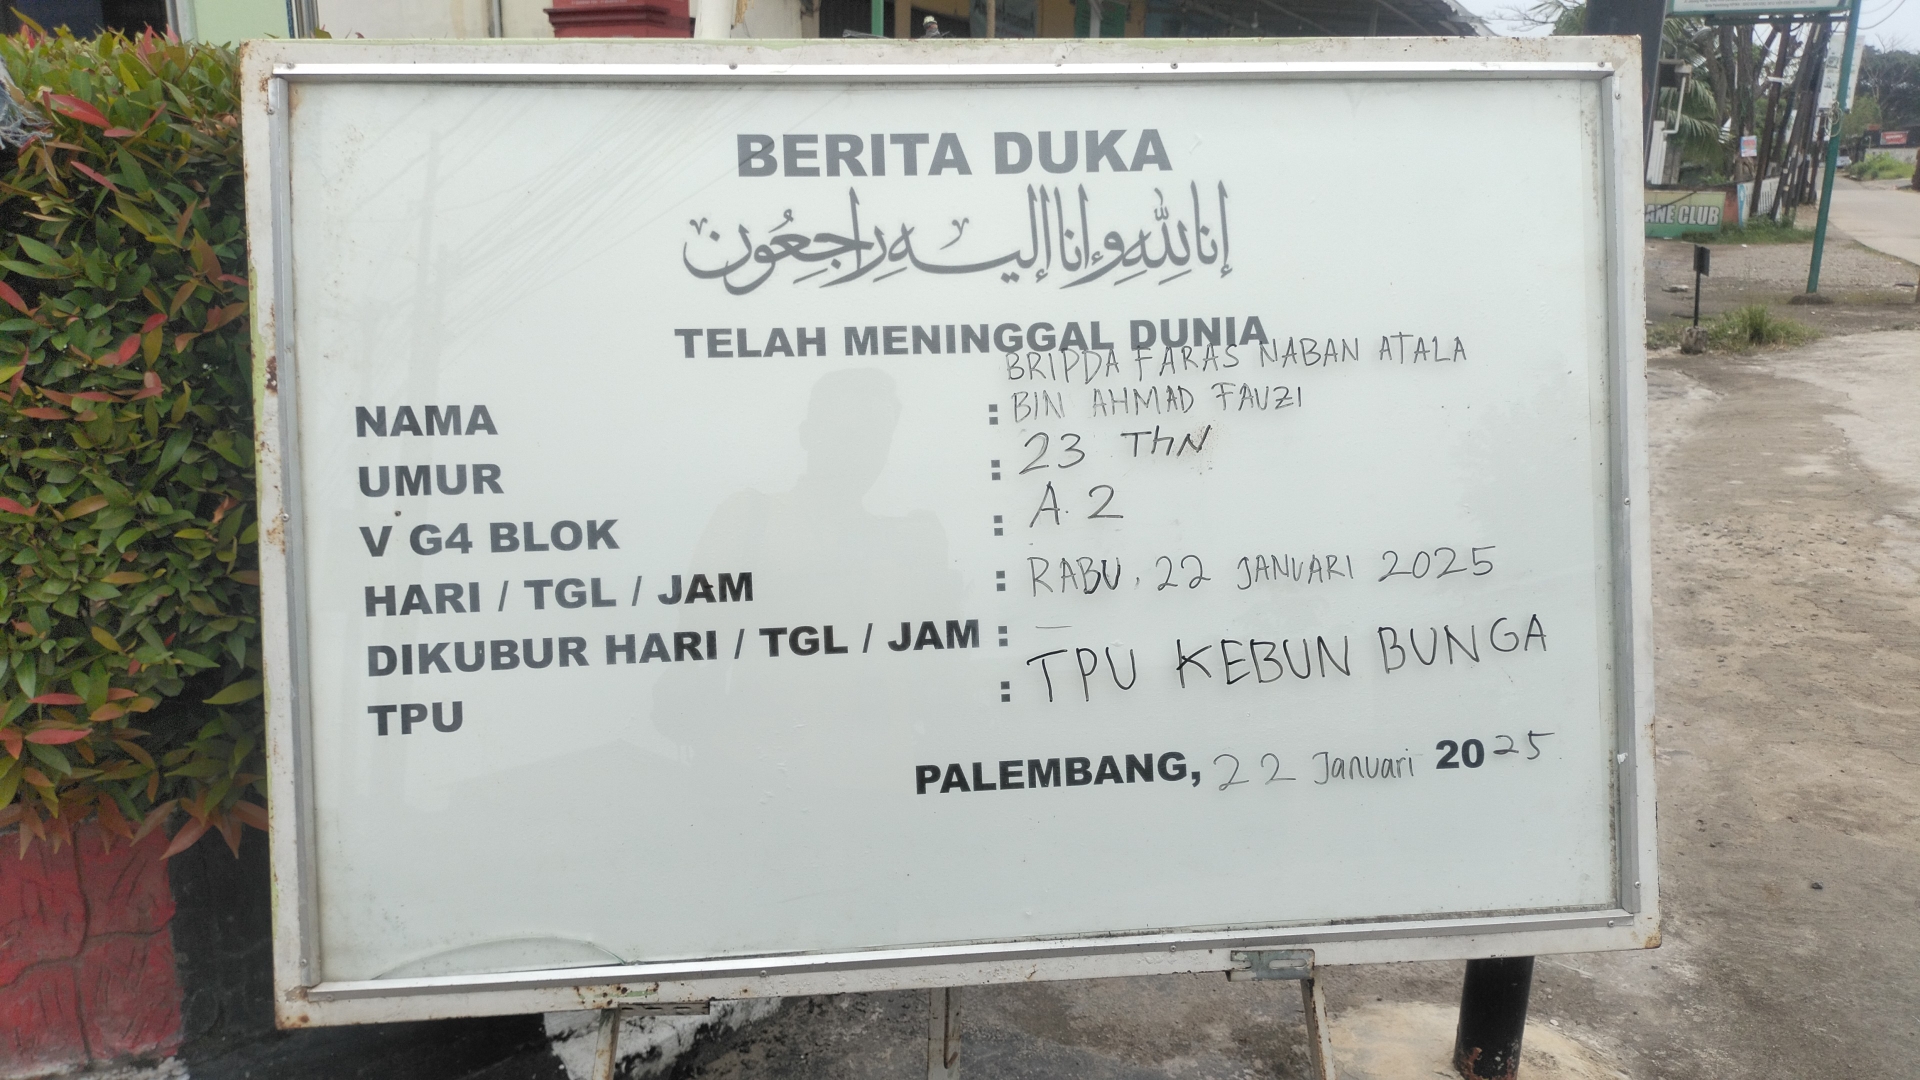 BERITA DUKA
إنا لله وإنا إليه راجعون
TELAH MENINGGAL DUNIA
BRIPDA FARAS NABAN ATALA
NAMA : BIN AHMAD FAUZI
UMUR : 23 THN
V G4 BLOK : A. 2
HARI / TGL / JAM : RABU, 22 JANUARI 2025
DIKUBUR HARI / TGL / JAM : —
TPU : TPU KEBUN BUNGA
PALEMBANG, 22 Januari 2025
ANE CLUB